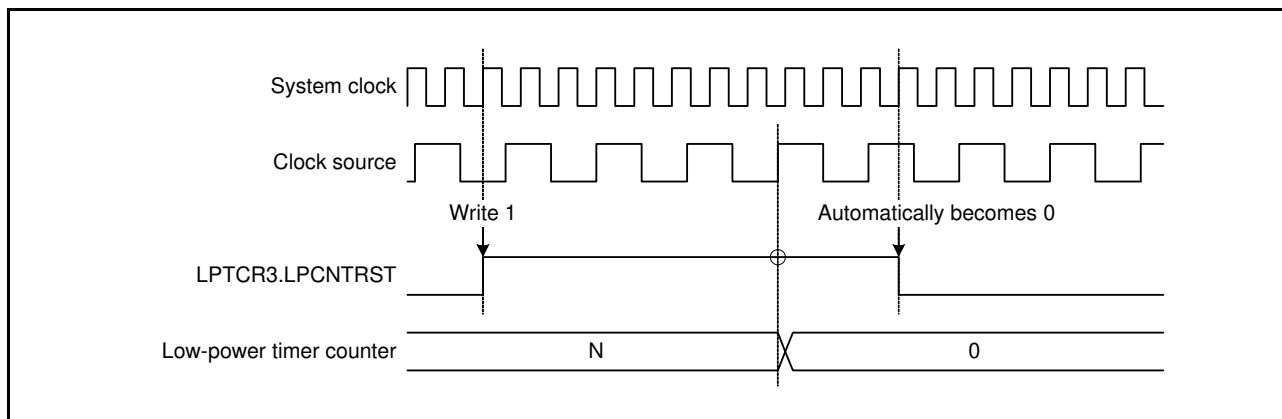 System clock
Clock source
Write 1
Automatically becomes 0
LPTCR3.LPCNTRST
Low-power timer counter
N
0